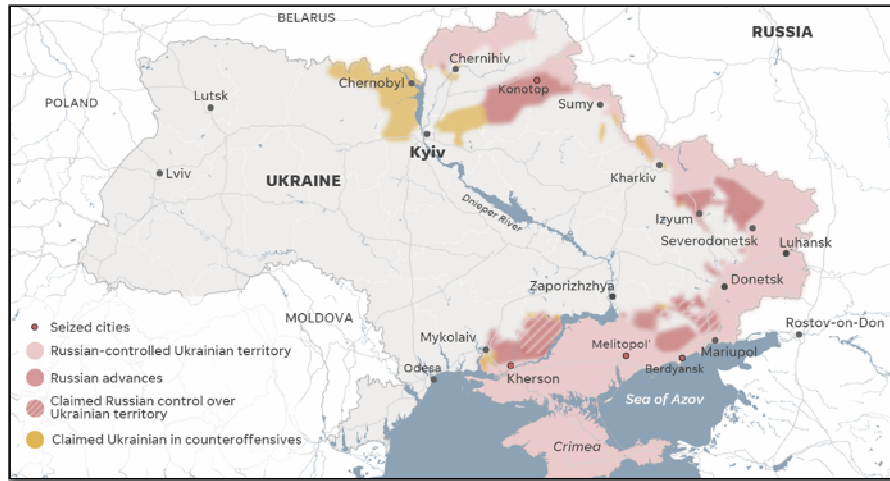 BELARUS
RUSSIA
Chernihiv
Chernobyl
Konotop
POLAND
Lutsk
Sumy
Kyiv
Lviv
UKRAINE
Kharkiv
Dnioper River
Izyum
Severodonetsk
Luhansk
Donetsk
Zaporizhzhya
MOLDOVA
Rostov-on-Don
Mykolaiv
Melitopol'
Mariupol
Odesa
Kherson
Berdyansk
Sea of Azov
Crimea
Seized cities
Russian-controlled Ukrainian territory
Russian advances
Claimed Russian control over
Ukrainian territory
Claimed Ukrainian in counteroffensives